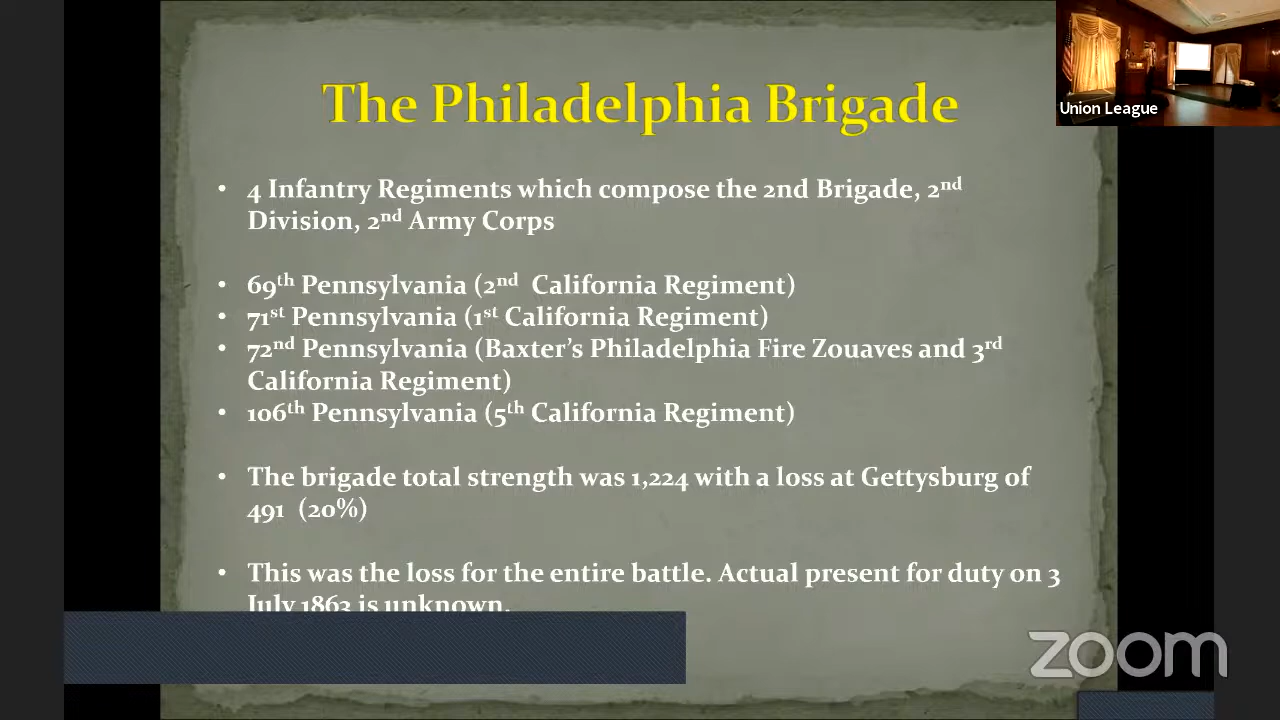 The Philadelphia Brigade
Union League
• 4 Infantry Regiments which compose the 2nd Brigade, 2nd
Division, 2nd Army Corps
• 69th Pennsylvania (2nd California Regiment)
• 71st Pennsylvania (1st California Regiment)
• 72nd Pennsylvania (Baxter's Philadelphia Fire Zouaves and 3rd
California Regiment)
• 106th Pennsylvania (5th California Regiment)
• The brigade total strength was 1,224 with a loss at Gettysburg of
491 (20%)
• This was the loss for the entire battle. Actual present for duty on 3
July 1863 is unknown.
zoom